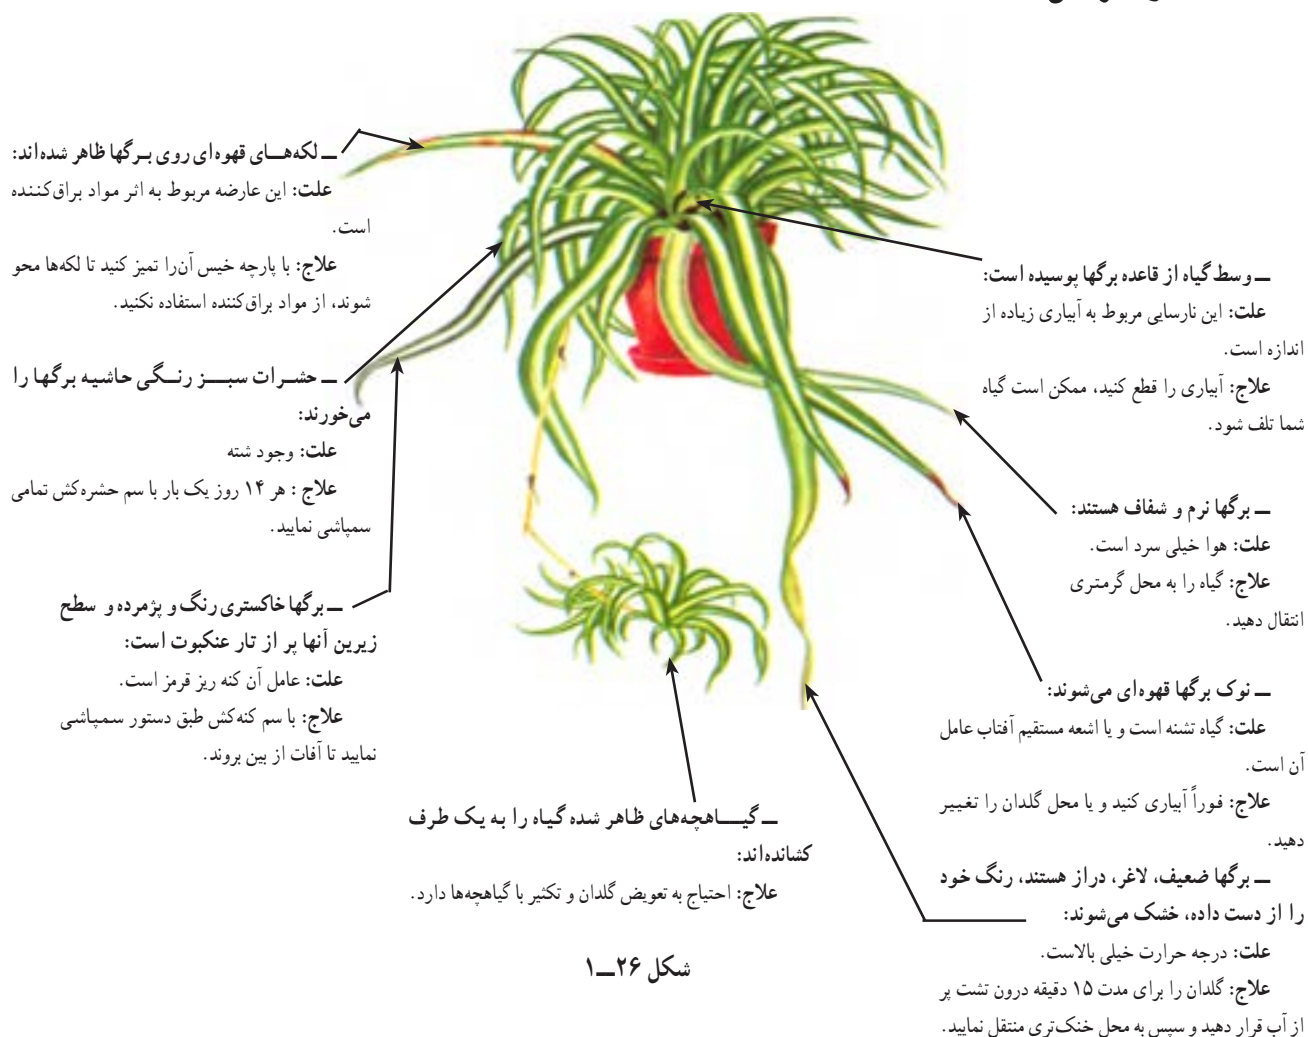 ــ لکه‌هــای قهوه‌ای روی بـرگها ظاهر شده‌اند:
علت: این عارضه مربوط به اثر مواد براق‌کننده
است.
علاج: با پارچه خیس آن‌را تمیز کنید تا لکه‌ها محو
شوند، از مواد براق‌کننده استفاده نکنید.
ــ حشـرات سبــز رنــگی حاشیه برگها را
می‌خورند:
علت: وجود شته
علاج : هر ۱۴ روز یک بار با سم حشره‌کش تمامی
سمپاشی نمایید.
ــ برگها خاکستری رنگ و پژمرده و سطح
زیرین آنها پر از تار عنکبوت است:
علت: عامل آن کنه ریز قرمز است.
علاج: با سم کنه‌کش طبق دستور سـمپاشی
نمایید تا آفات از بین بروند.
ــ وسط گیاه از قاعده برگها پوسیده است:
علت: این نارسایی مربوط به آبیاری زیاده از
اندازه است.
علاج: آبیاری را قطع کنید، ممکن است گیاه
شما تلف شود.
ــ برگها نرم و شفاف هستند:
علت: هوا خیلی سرد است.
علاج: گیاه را به محل گرمتری
انتقال دهید.
ــ نوک برگها قهوه‌ای می‌شوند:
علت: گیاه تشنه است و یا اشعه مستقیم آفتاب عامل
آن است.
علاج: فوراً آبیاری کنید و یا محل گلدان را تغییر
دهید.
ــ برگها ضعیف، لاغر، دراز هستند، رنگ خود
را از دست داده، خشک می‌شوند:
علت: درجه حرارت خیلی بالاست.
علاج: گلدان را برای مدت ۱۵ دقیقه درون تشت پر
از آب قرار دهید و سپس به محل خنک‌تری منتقل نمایید.
ــ گیــاهچه‌های ظاهر شده گیاه را به یک طرف
کشانده‌اند:
علاج: احتیاج به تعویض گلدان و تکثیر با گیاهچه‌ها دارد.
شکل ۲۶ــ۱